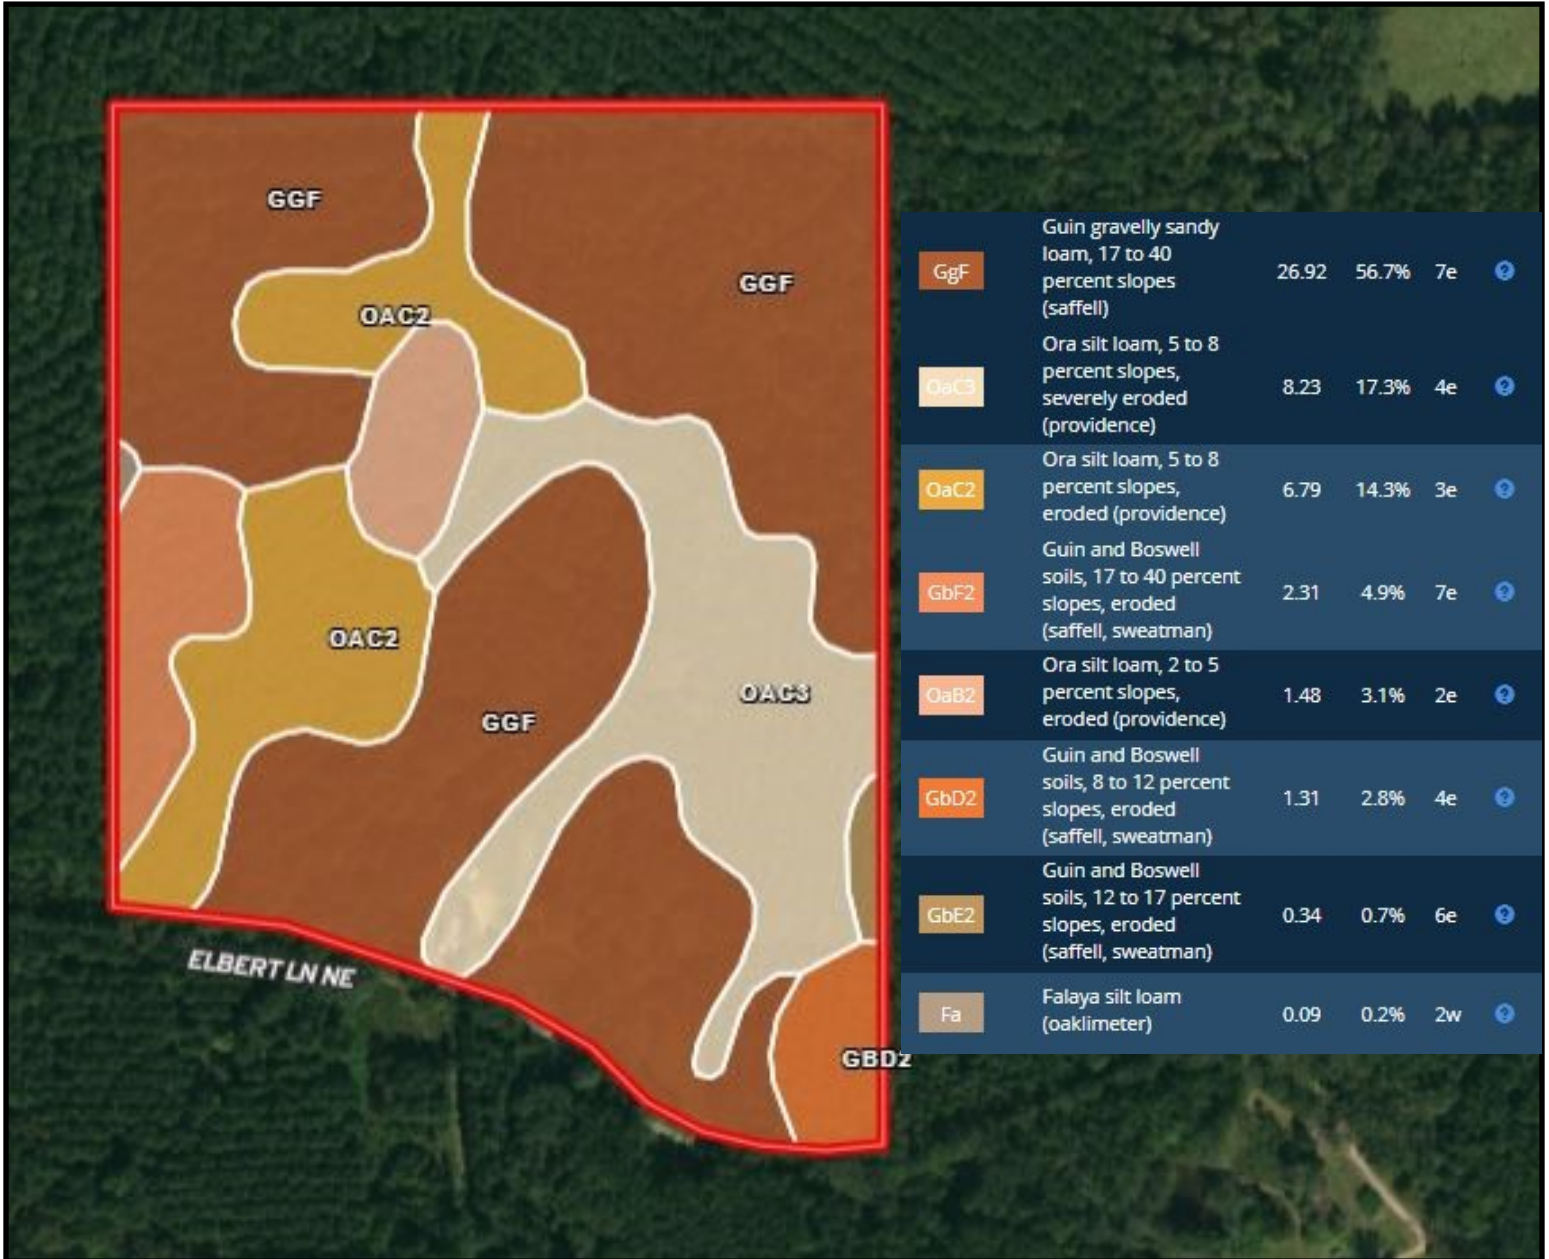 GGF
GGF
OAC2
OAC2
OAC3
GGF
ELBERT LN NE
GBD2
GgF
Guin gravelly sandy
loam, 17 to 40
percent slopes
(saffell)
26.92 56.7% 7e
OaC3
Ora silt loam, 5 to 8
percent slopes,
severely eroded
(providence)
8.23 17.3% 4e
OaC2
Ora silt loam, 5 to 8
percent slopes,
eroded (providence)
6.79 14.3% 3e
GbF2
Guin and Boswell
soils, 17 to 40 percent
slopes, eroded
(saffell, sweatman)
2.31 4.9% 7e
OaB2
Ora silt loam, 2 to 5
percent slopes,
eroded (providence)
1.48 3.1% 2e
GbD2
Guin and Boswell
soils, 8 to 12 percent
slopes, eroded
(saffell, sweatman)
1.31 2.8% 4e
GbE2
Guin and Boswell
soils, 12 to 17 percent
slopes, eroded
(saffell, sweatman)
0.34 0.7% 6e
Fa
Falaya silt loam
(oaklimeter)
0.09 0.2% 2w